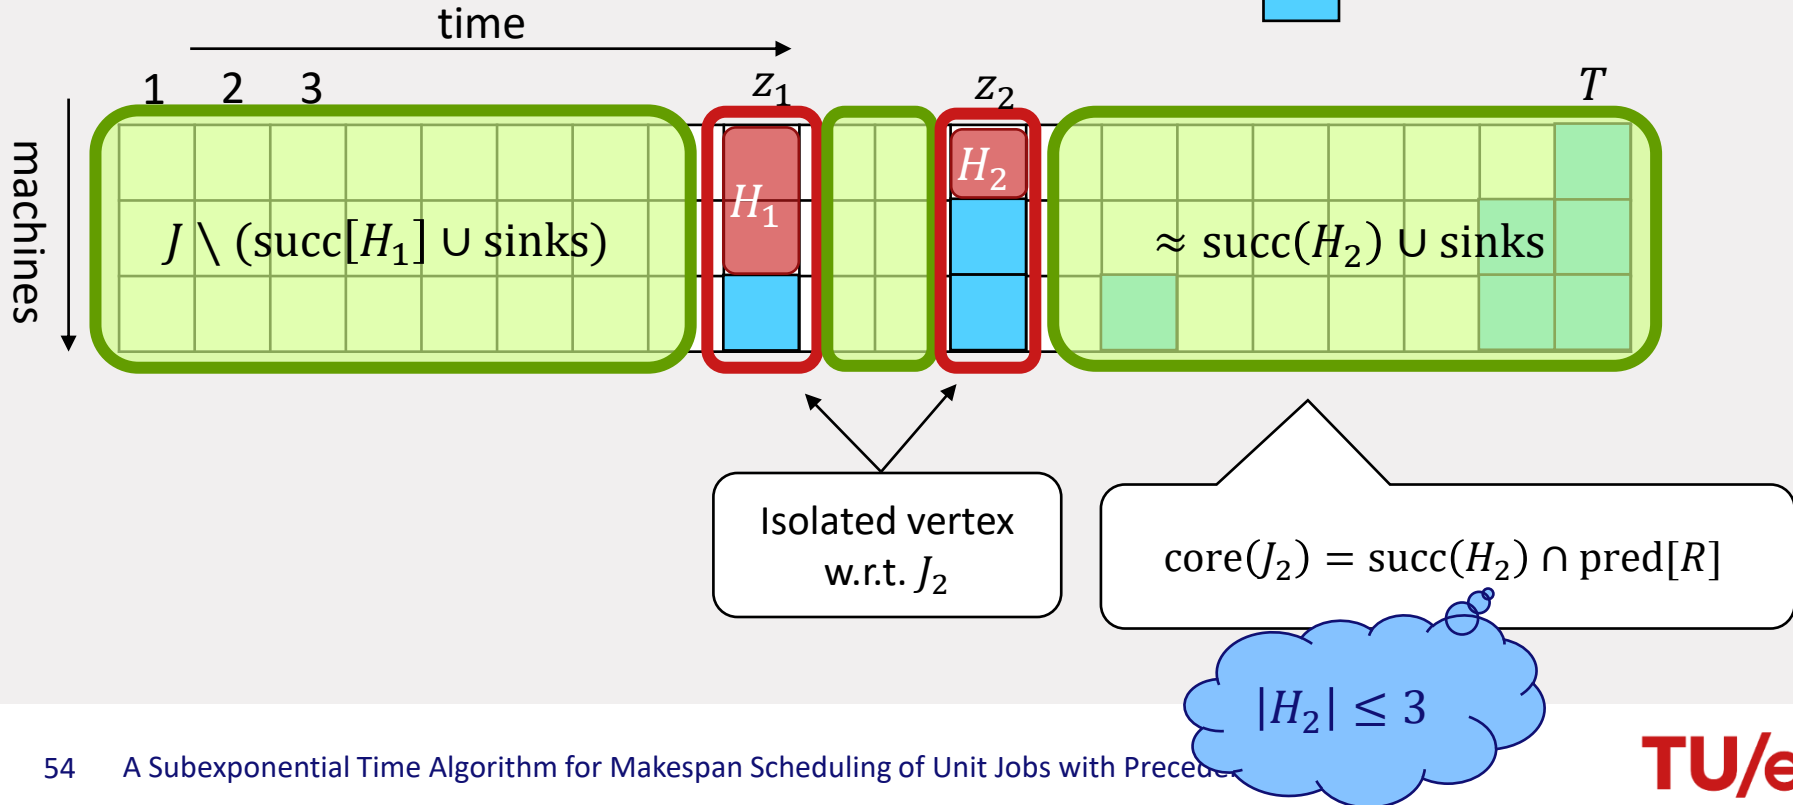 time
1 2 3 z₁ z₂ T
machines
J \ (succ[H₁] ∪ sinks)
H₁
H₂
≈ succ(H₂) ∪ sinks
Isolated vertex
w.r.t. J₂
core(J₂) = succ(H₂) ∩ pred[R]
|H₂| ≤ 3
54 A Subexponential Time Algorithm for Makespan Scheduling of Unit Jobs with
TU/e